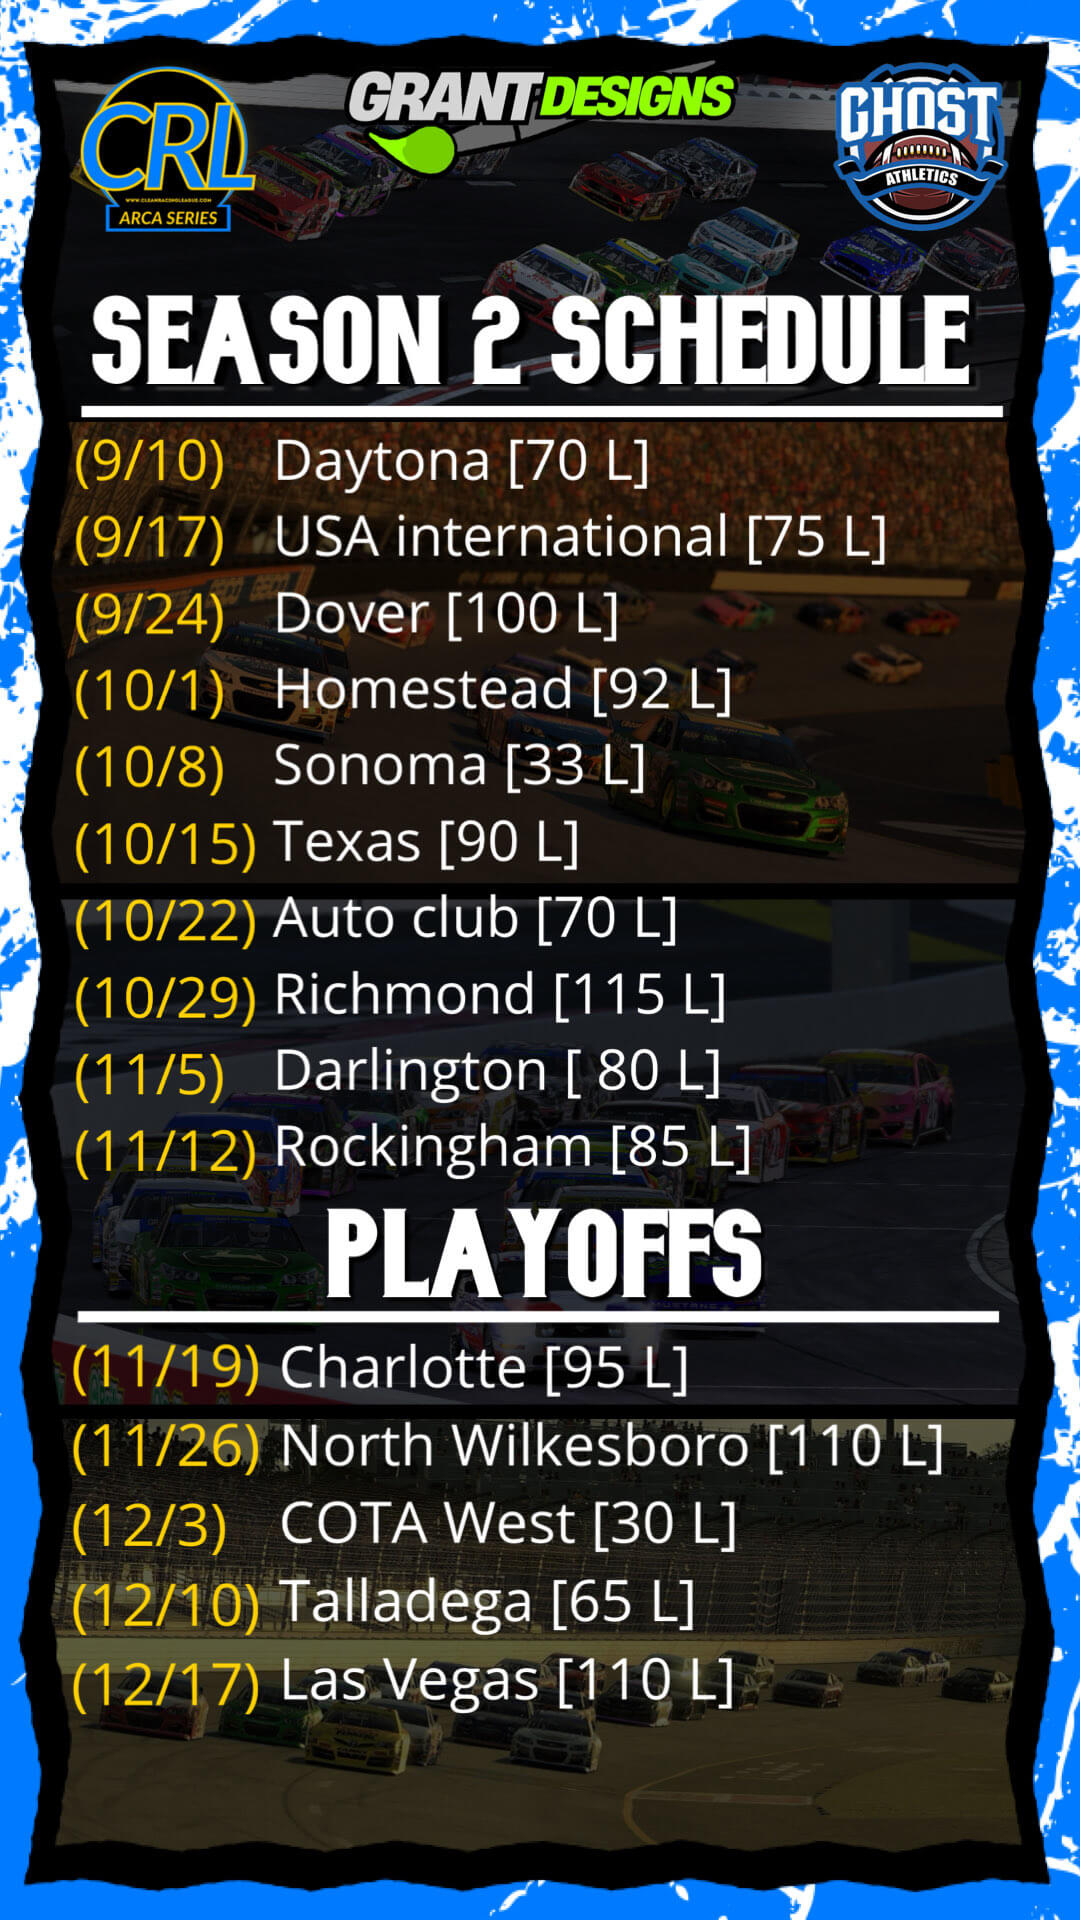 GRANT DESIGNS
CRL
WWW.CLEANRACINGLEAGUE.COM
ARCA SERIES
GHOST
ATHLETICS
SEASON 2 SCHEDULE
(9/10) Daytona [70 L]
(9/17) USA international [75 L]
(9/24) Dover [100 L]
(10/1) Homestead [92 L]
(10/8) Sonoma [33 L]
(10/15) Texas [90 L]
(10/22) Auto club [70 L]
(10/29) Richmond [115 L]
(11/5) Darlington [ 80 L]
(11/12) Rockingham [85 L]
PLAYOFFS
(11/19) Charlotte [95 L]
(11/26) North Wilkesboro [110 L]
(12/3) COTA West [30 L]
(12/10) Talladega [65 L]
(12/17) Las Vegas [110 L]